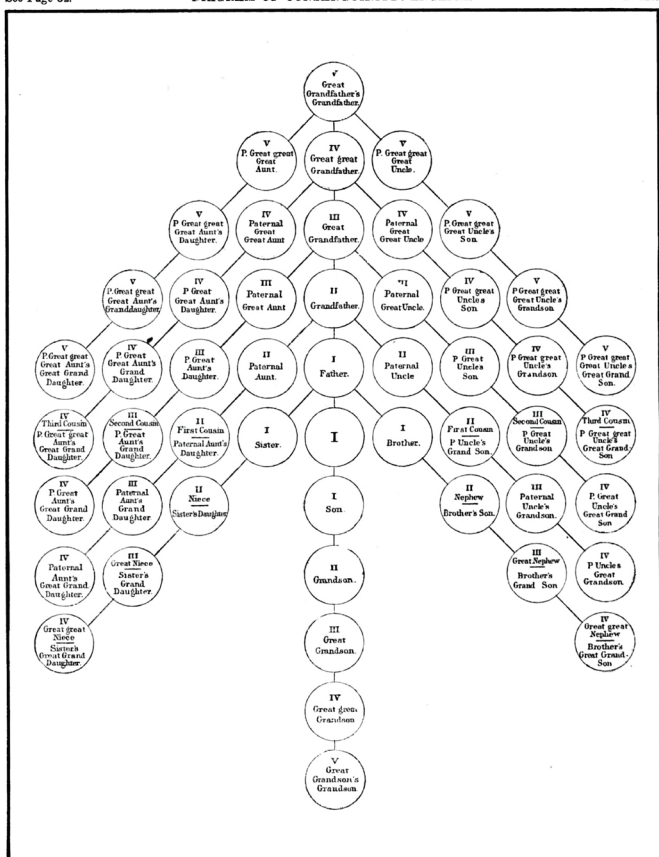 See Page 82.
V
Great
Grandfather's
Grandfather.
V
P. Great great
Great
Aunt.
IV
Great great
Grandfather.
V
P. Great great
Great
Uncle.
V
P Great great
Great Aunt's
Daughter.
IV
Paternal
Great
Great Aunt
III
Great
Grandfather.
IV
Paternal
Great
Great Uncle
V
P. Great great
Great Uncle's
Son.
V
P. Great great
Great Aunt's
Granddaughter.
IV
P Great
Great Aunt's
Daughter.
III
Paternal
Great Aunt
II
Grandfather.
III
Paternal
Great Uncle.
IV
P Great great
Uncles
Son
V
P Great great
Great Uncle's
Grandson.
V
P. Great great
Great Aunt's
Great Grand
Daughter.
IV
P. Great
Great Aunt's
Grand
Daughter.
III
P. Great
Aunt's
Daughter.
II
Paternal
Aunt.
I
Father.
II
Paternal
Uncle
III
P Great
Uncles
Son
IV
P Great great
Uncle's
Grandson
V
P. Great great
Great Uncle's
Great Grand
Son.
IV
Third Cousin
P. Great great
Aunt's
Great Grand
Daughter.
III
Second Cousin
P. Great
Aunt's
Grand
Daughter.
II
First Cousin
Paternal Aunt's
Daughter.
I
Sister.
I
I
Brother.
II
First Cousin
P Uncle's
Grand Son.
III
Second Cousin
P Great
Uncle's
Grandson
IV
Third Cousin
P Great great
Uncle's
Great Grand
Son
IV
P. Great
Aunt's
Great Grand
Daughter.
III
Paternal
Aunt's
Grand
Daughter
II
Niece
Sister's Daughter
I
Son.
II
Nephew
Brother's Son.
III
Paternal
Uncle's
Grandson.
IV
P. Great
Uncle's
Great Grand
Son
IV
Paternal
Aunt's
Great Grand
Daughter.
III
Great Niece
Sister's
Grand
Daughter.
II
Grandson.
III
Great Nephew
Brother's
Grand Son
IV
P Uncles
Great
Grandson.
IV
Great great
Niece
Sister's
Great Grand
Daughter.
III
Great
Grandson.
IV
Great great
Nephew
Brother's
Great Grand-
Son
IV
Great great
Grandson
V
Great
Grandson's
Grandson.